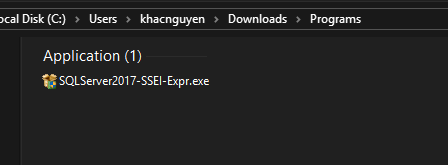 ocal Disk (C:) > Users > khacnguyen > Downloads > Programs
Application (1)
SQLServer2017-SSEI-Expr.exe